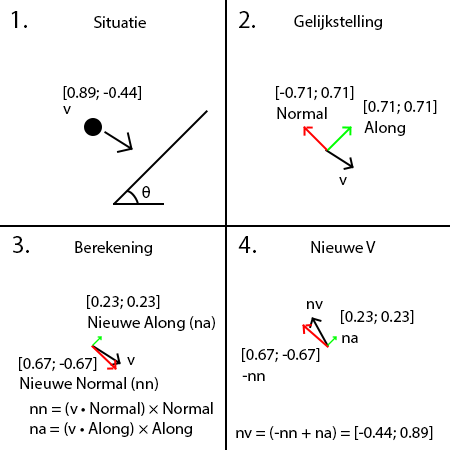 1.
Situatie
[0.89; -0.44]
v
θ
2.
Gelijkstelling
[-0.71; 0.71]
Normal
[0.71; 0.71]
Along
v
3.
Berekening
[0.23; 0.23]
Nieuwe Along (na)
[0.67; -0.67]
v
Nieuwe Normal (nn)
nn = (v • Normal) × Normal
na = (v • Along) × Along
4.
Nieuwe V
nv
[0.23; 0.23]
na
[0.67; -0.67]
-nn
nv = (-nn + na) = [-0.44; 0.89]